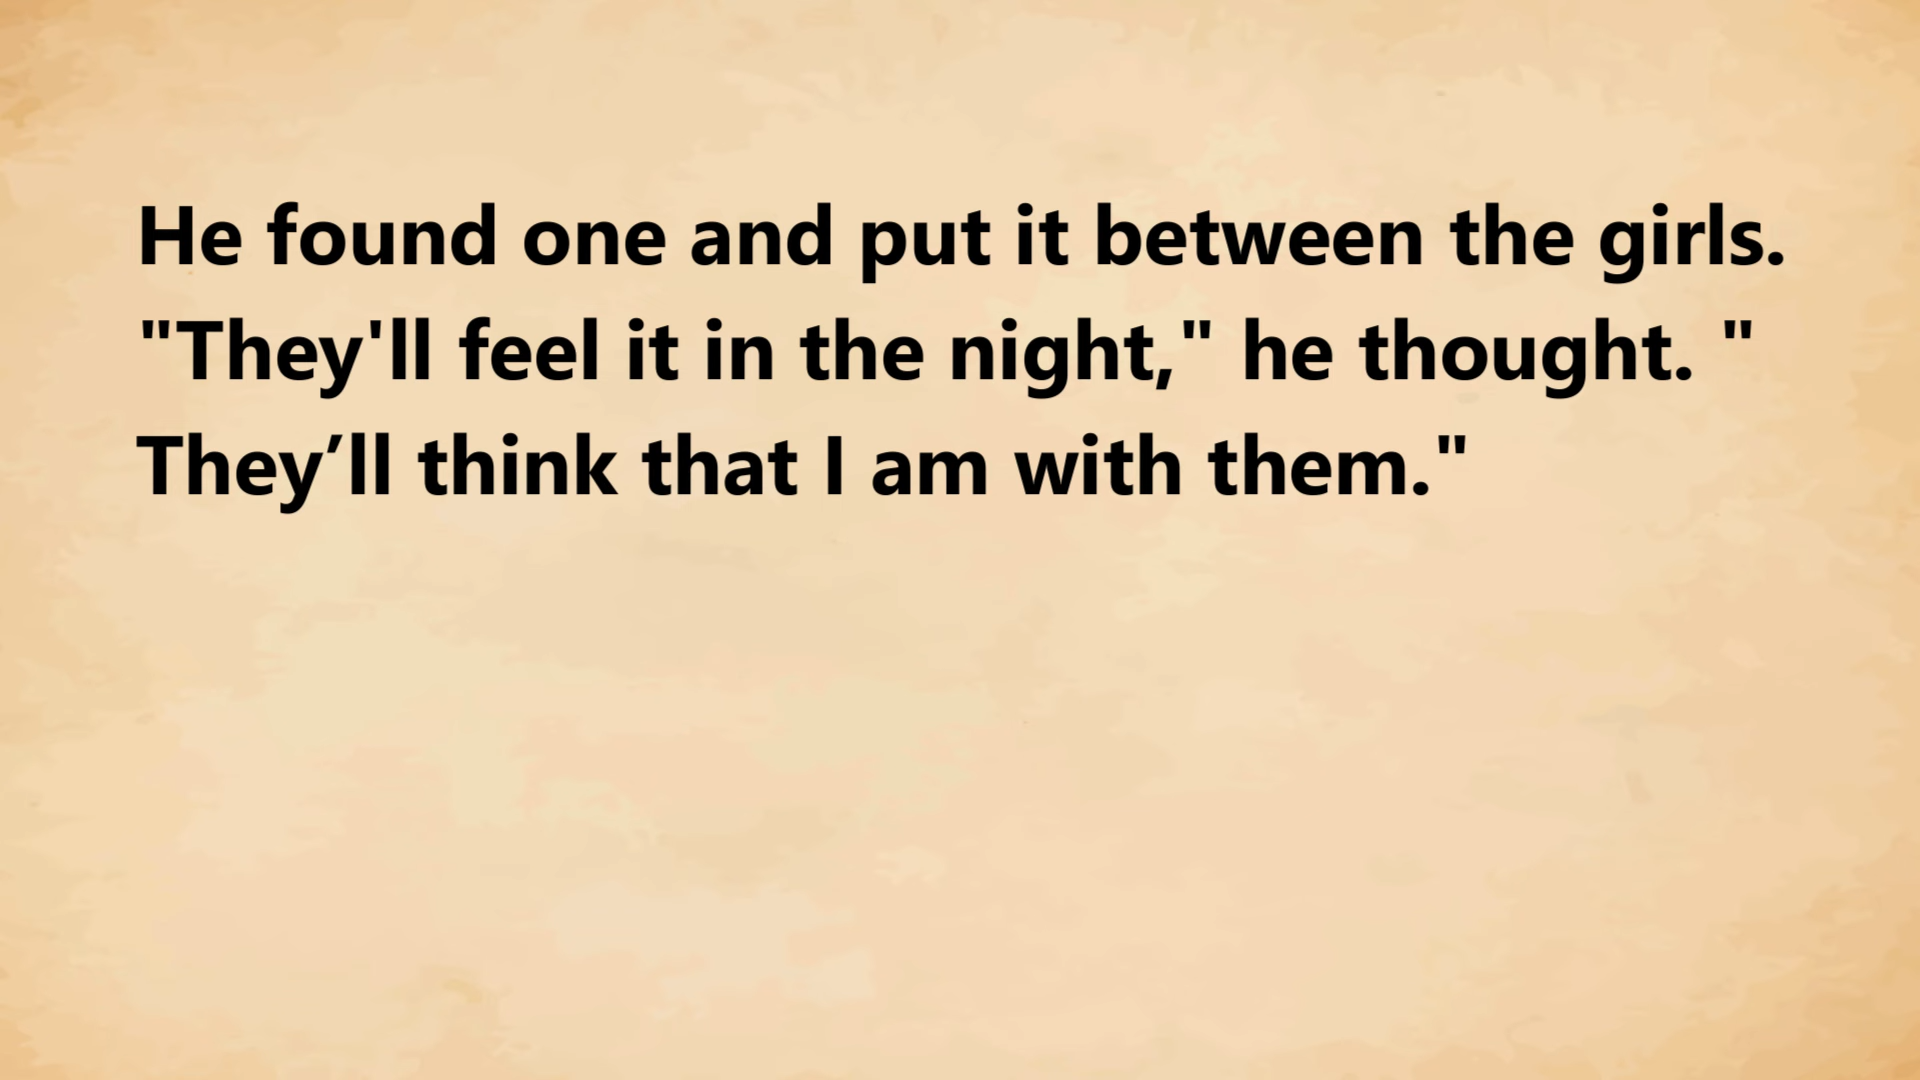 He found one and put it between the girls.
"They'll feel it in the night," he thought. "
They’ll think that I am with them."